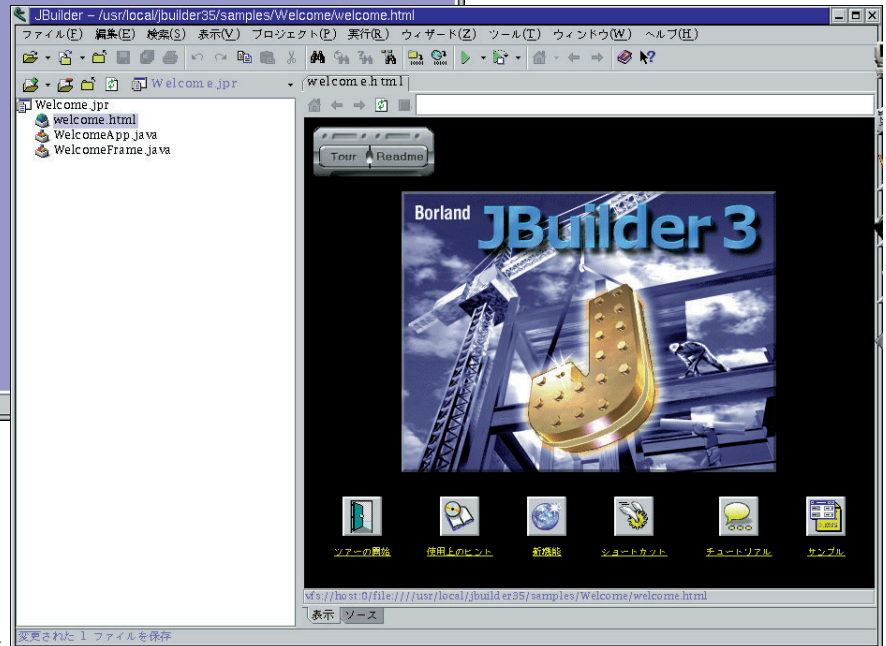 JBuilder – /usr/local/jbuilder35/samples/Welcome/welcome.html
ファイル(F) 編集(E) 検索(S) 表示(V) プロジェクト(P) 実行(R) ウィザード(Z) ツール(T) ウィンドウ(W) ヘルプ(H)
Welcome.jpr
welcome.html
Welcome.jpr
welcome.html
WelcomeApp.java
WelcomeFrame.java
Tour Readme
Borland JBuilder 3
ツアーの開始 使用上のヒント 新機能 ショートカット チュートリアル サンプル
vfs://host:0/file:////usr/local/jbuilder35/samples/Welcome/welcome.html
表示 ソース
変更された 1 ファイルを保存